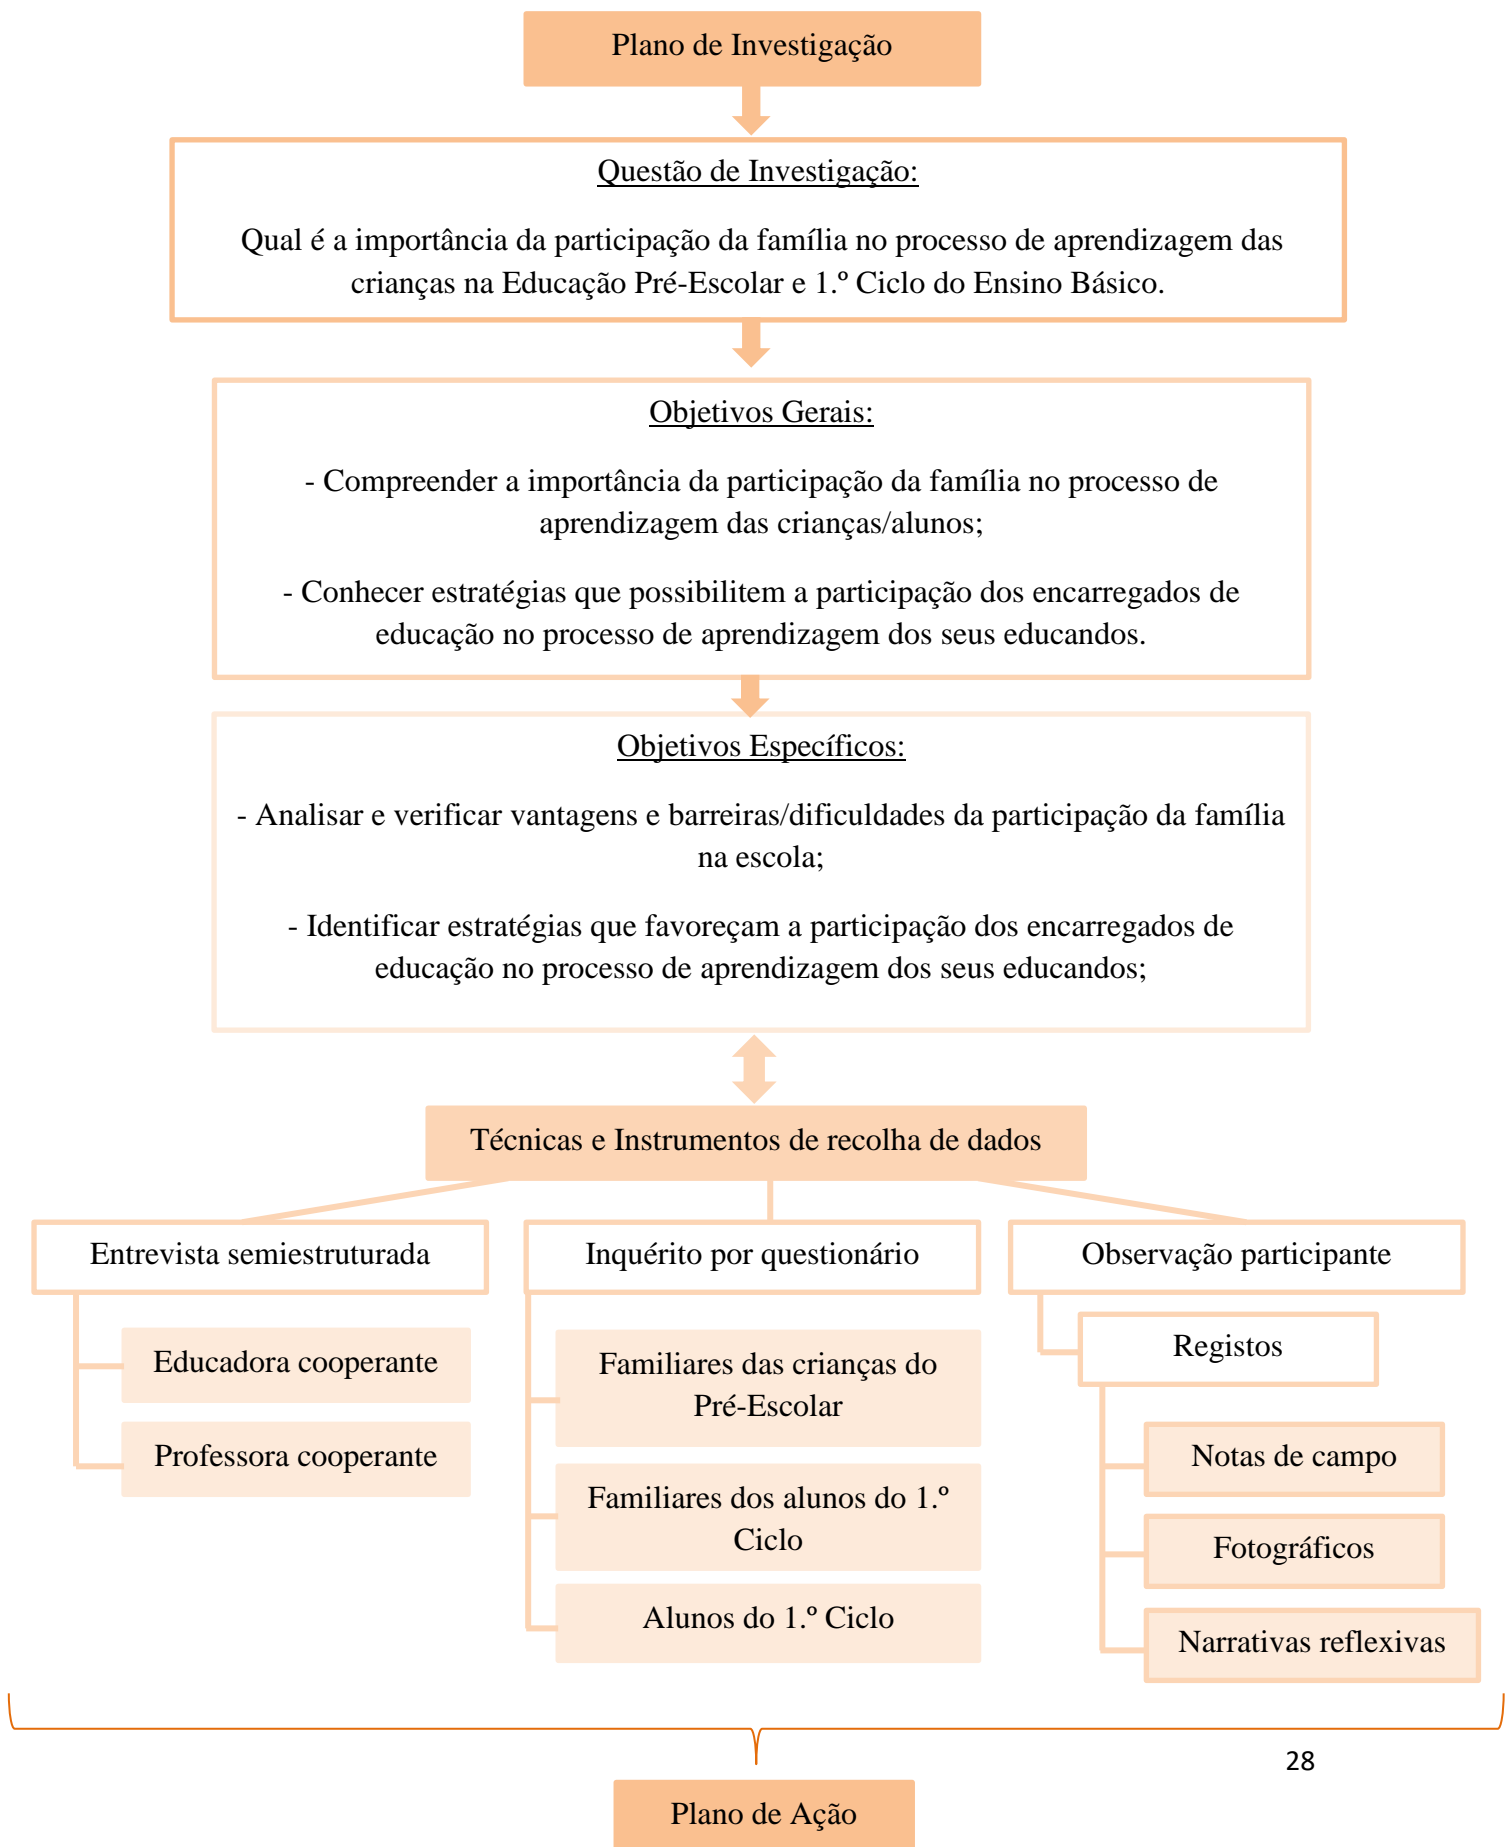 Plano de Investigação
Questão de Investigação:
Qual é a importância da participação da família no processo de aprendizagem das
crianças na Educação Pré-Escolar e 1.º Ciclo do Ensino Básico.
Objetivos Gerais:
- Compreender a importância da participação da família no processo de
aprendizagem das crianças/alunos;
- Conhecer estratégias que possibilitem a participação dos encarregados de
educação no processo de aprendizagem dos seus educandos.
Objetivos Específicos:
- Analisar e verificar vantagens e barreiras/dificuldades da participação da família
na escola;
- Identificar estratégias que favoreçam a participação dos encarregados de
educação no processo de aprendizagem dos seus educandos;
Técnicas e Instrumentos de recolha de dados
Entrevista semiestruturada
Educadora cooperante
Professora cooperante
Inquérito por questionário
Familiares das crianças do
Pré-Escolar
Familiares dos alunos do 1.º
Ciclo
Alunos do 1.º Ciclo
Observação participante
Registos
Notas de campo
Fotográficos
Narrativas reflexivas
28
Plano de Ação